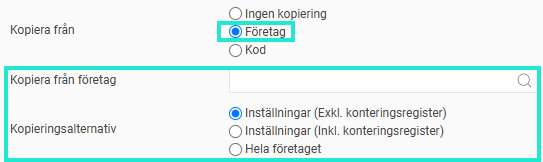 Kopiera från
Ingen kopiering
Företag
Kod
Kopiera från företag
Kopieringsalternativ
Inställningar (Exkl. konteringsregister)
Inställningar (Inkl. konteringsregister)
Hela företaget